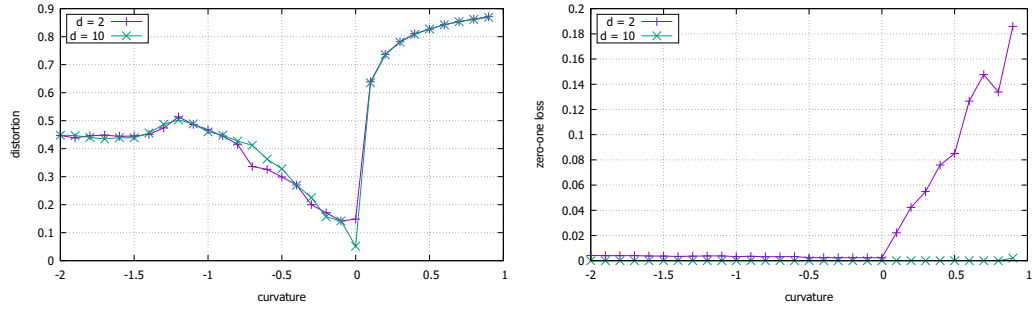 0.9
0.8
0.7
0.6
0.5
0.4
0.3
0.2
0.1
0
distortion
d = 2
d = 10
-2 -1.5 -1 -0.5 0 0.5 1
curvature
0.2
0.18
0.16
0.14
0.12
0.1
0.08
0.06
0.04
0.02
0
zero-one loss
d = 2
d = 10
-2 -1.5 -1 -0.5 0 0.5 1
curvature